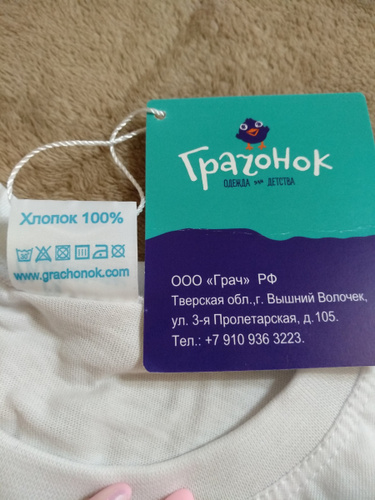 Грачонок
ОДЕЖДА для ДЕТСТВА
Хлопок 100%
www.grachonok.com
ООО «Грач» РФ
Тверская обл.,г. Вышний Волочек,
ул. 3-я Пролетарская, д.105.
Тел.: +7 910 936 3223.